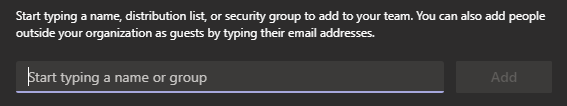 Start typing a name, distribution list, or security group to add to your team. You can also add people
outside your organization as guests by typing their email addresses.
Start typing a name or group
Add